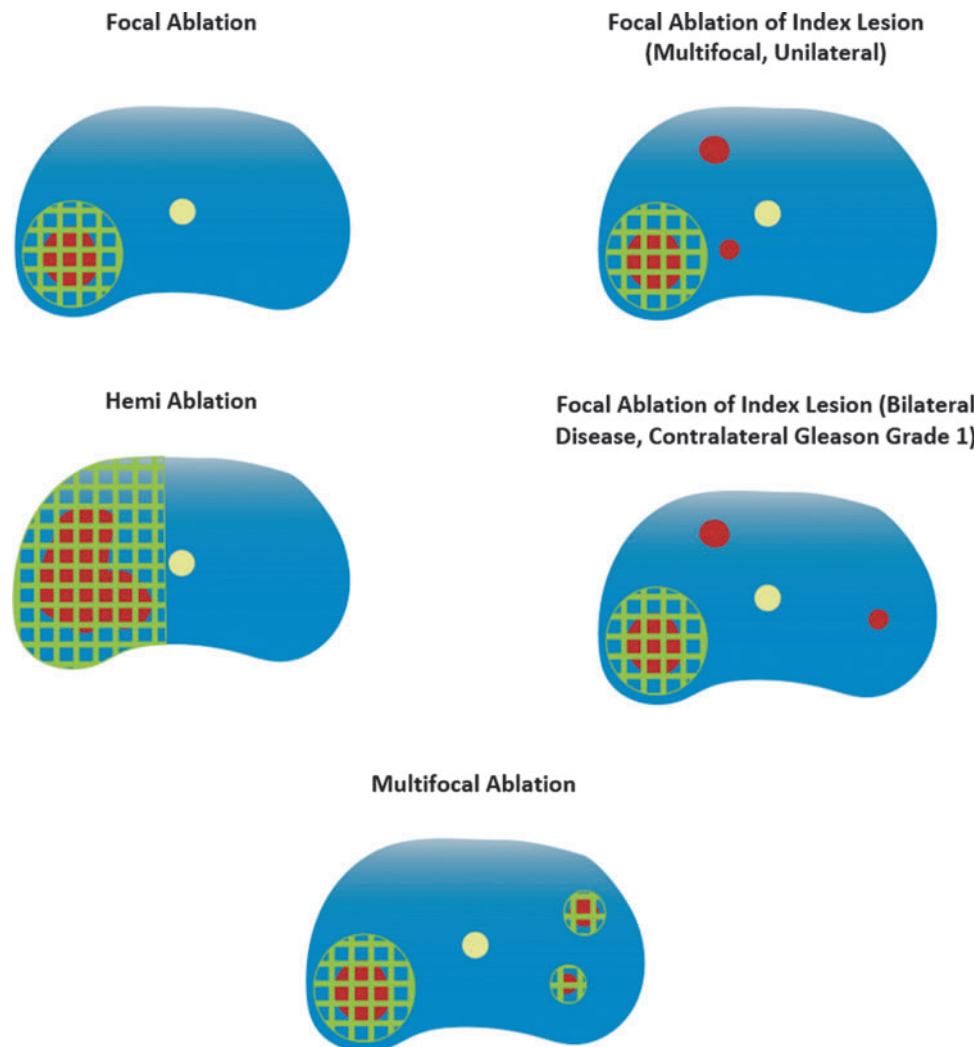 Focal Ablation
Focal Ablation of Index Lesion
(Multifocal, Unilateral)
Hemi Ablation
Focal Ablation of Index Lesion (Bilateral
Disease, Contralateral Gleason Grade 1)
Multifocal Ablation